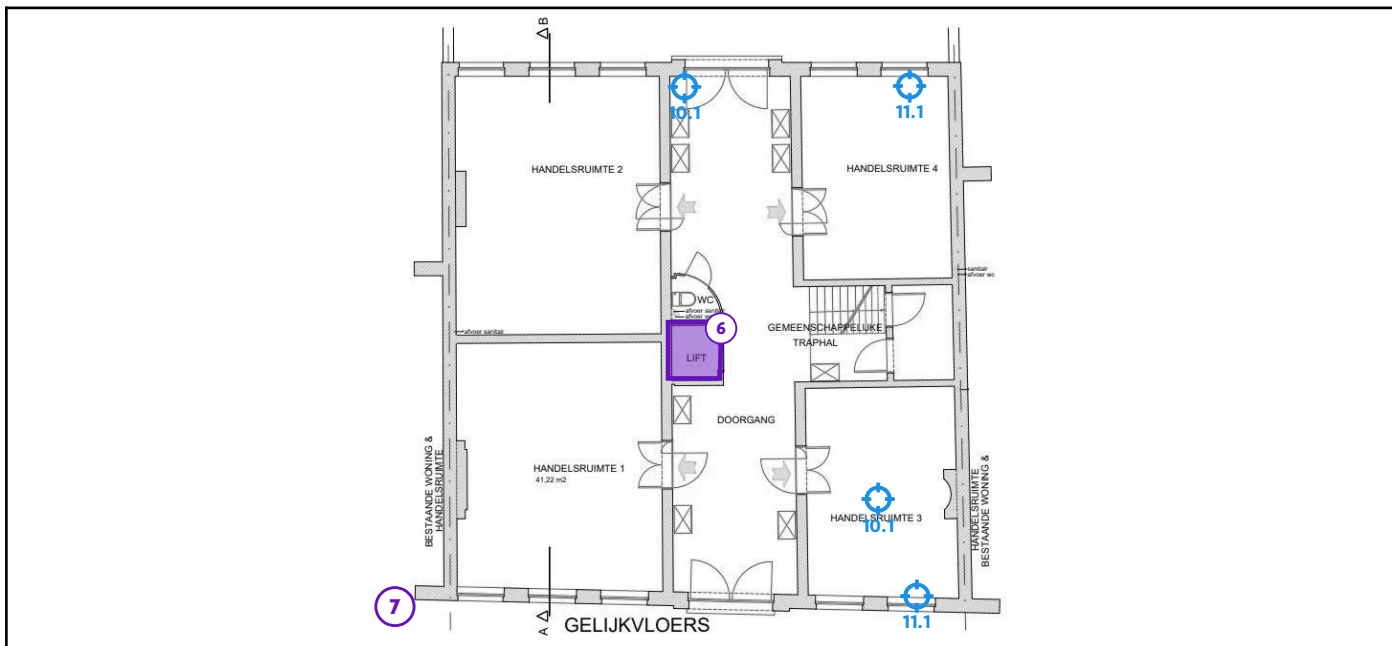 B
10.1
11.1
HANDELSRUIMTE 2
HANDELSRUIMTE 4
sanitair
afvoer wc
WC
afvoer sanitair
afvoer wc
6
GEMEENSCHAPPELIJKE
TRAPHAL
afvoer sanitair
LIFT
DOORGANG
HANDELSRUIMTE 1
41,22 m2
BESTAANDE WONING &
HANDELSRUIMTE
HANDELSRUIMTE 3
10.1
HANDELSRUIMTE
BESTAANDE WONING &
7
11.1
A
GELIJKVLOERS